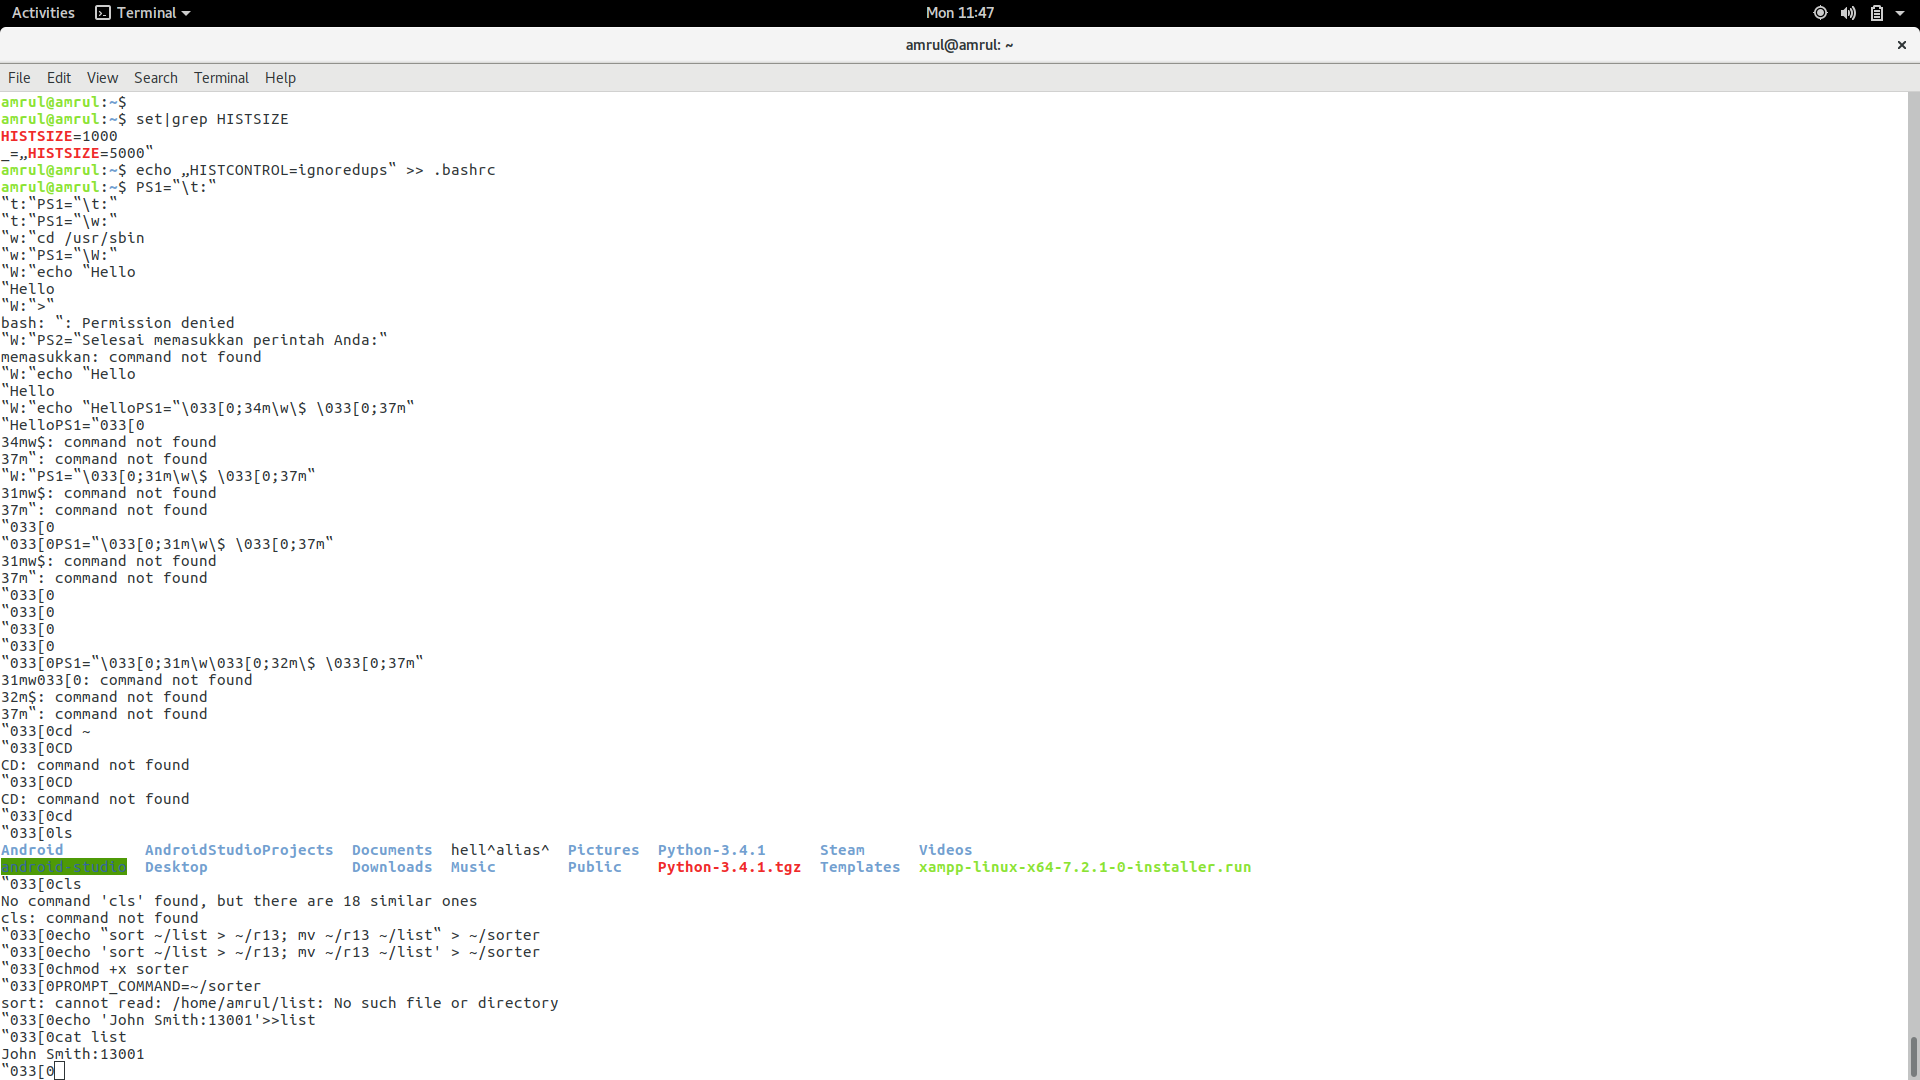 Activities Terminal Mon 11:47
amrul@amrul: ~
File Edit View Search Terminal Help
amrul@amrul:~$
amrul@amrul:~$ set|grep HISTSIZE
HISTSIZE=1000
_=„HISTSIZE=5000‟
amrul@amrul:~$ echo „HISTCONTROL=ignoredups‟ >> .bashrc
amrul@amrul:~$ PS1=‟\t:‟
‟t:‟PS1=‟\t:‟
‟t:‟PS1=‟\w:‟
‟w:‟cd /usr/sbin
‟w:‟PS1=‟\W:‟
‟W:‟echo ‟Hello
‟Hello
‟W:‟>‟
bash: ‟: Permission denied
‟W:‟PS2=‟Selesai memasukkan perintah Anda:‟
memasukkan: command not found
‟W:‟echo ‟Hello
‟Hello
‟W:‟echo ‟HelloPS1=‟\033[0;34m\w\$ \033[0;37m‟
‟HelloPS1=‟033[0
34mw$: command not found
37m‟: command not found
‟W:‟PS1=‟\033[0;31m\w\$ \033[0;37m‟
31mw$: command not found
37m‟: command not found
‟033[0
‟033[0PS1=‟\033[0;31m\w\$ \033[0;37m‟
31mw$: command not found
37m‟: command not found
‟033[0
‟033[0
‟033[0
‟033[0
‟033[0PS1=‟\033[0;31m\w\033[0;32m\$ \033[0;37m‟
31mw033[0: command not found
32m$: command not found
37m‟: command not found
‟033[0cd ~
‟033[0CD
CD: command not found
‟033[0CD
CD: command not found
‟033[0cd
‟033[0ls
Android AndroidStudioProjects Documents hell^alias^ Pictures Python-3.4.1 Steam Videos
android-studio Desktop Downloads Music Public Python-3.4.1.tgz Templates xampp-linux-x64-7.2.1-0-installer.run
‟033[0cls
No command 'cls' found, but there are 18 similar ones
cls: command not found
‟033[0echo ‟sort ~/list > ~/r13; mv ~/r13 ~/list‟ > ~/sorter
‟033[0echo 'sort ~/list > ~/r13; mv ~/r13 ~/list' > ~/sorter
‟033[0chmod +x sorter
‟033[0PROMPT_COMMAND=~/sorter
sort: cannot read: /home/amrul/list: No such file or directory
‟033[0echo 'John Smith:13001'>>list
‟033[0cat list
John Smith:13001
‟033[0